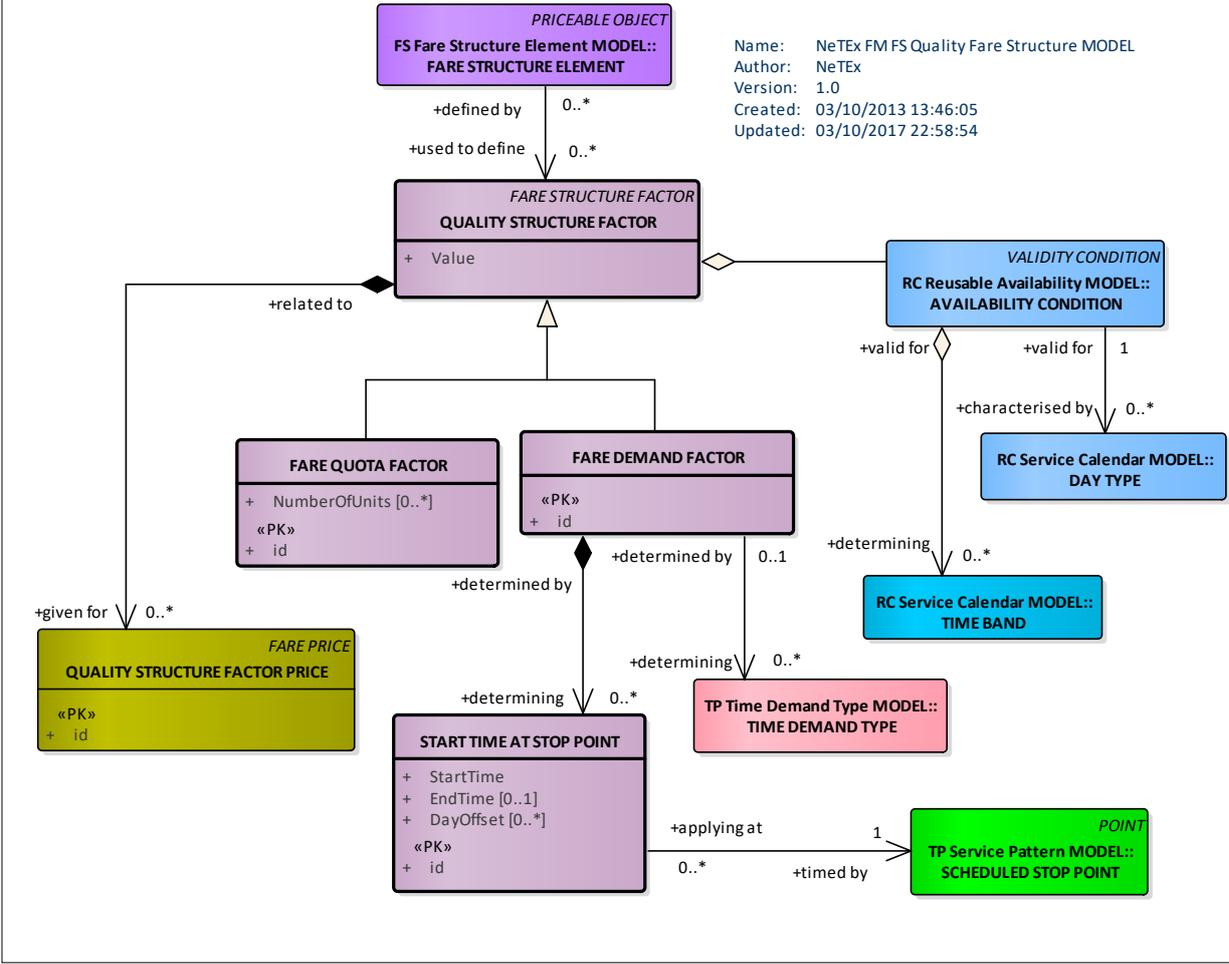 PRICEABLE OBJECT
FS Fare Structure Element MODEL::
FARE STRUCTURE ELEMENT
Name: NeTEx FM FS Quality Fare Structure MODEL
Author: NeTEx
Version: 1.0
Created: 03/10/2013 13:46:05
Updated: 03/10/2017 22:58:54
+defined by 0..*
+used to define 0..*
FARE STRUCTURE FACTOR
QUALITY STRUCTURE FACTOR
+ Value
VALIDITY CONDITION
RC Reusable Availability MODEL::
AVAILABILITY CONDITION
+related to
+valid for
+valid for 1
+characterised by 0..*
RC Service Calendar MODEL::
DAY TYPE
FARE QUOTA FACTOR
+ NumberOfUnits [0..*]
«PK»
+ id
FARE DEMAND FACTOR
«PK»
+ id
+determined by
+determined by 0..1
+determining 0..*
RC Service Calendar MODEL::
TIME BAND
+given for 0..*
FARE PRICE
QUALITY STRUCTURE FACTOR PRICE
«PK»
+ id
+determining 0..*
+determining 0..*
TP Time Demand Type MODEL::
TIME DEMAND TYPE
START TIME AT STOP POINT
+ StartTime
+ EndTime [0..1]
+ DayOffset [0..*]
«PK»
+ id
+applying at 1
0..* +timed by
POINT
TP Service Pattern MODEL::
SCHEDULED STOP POINT